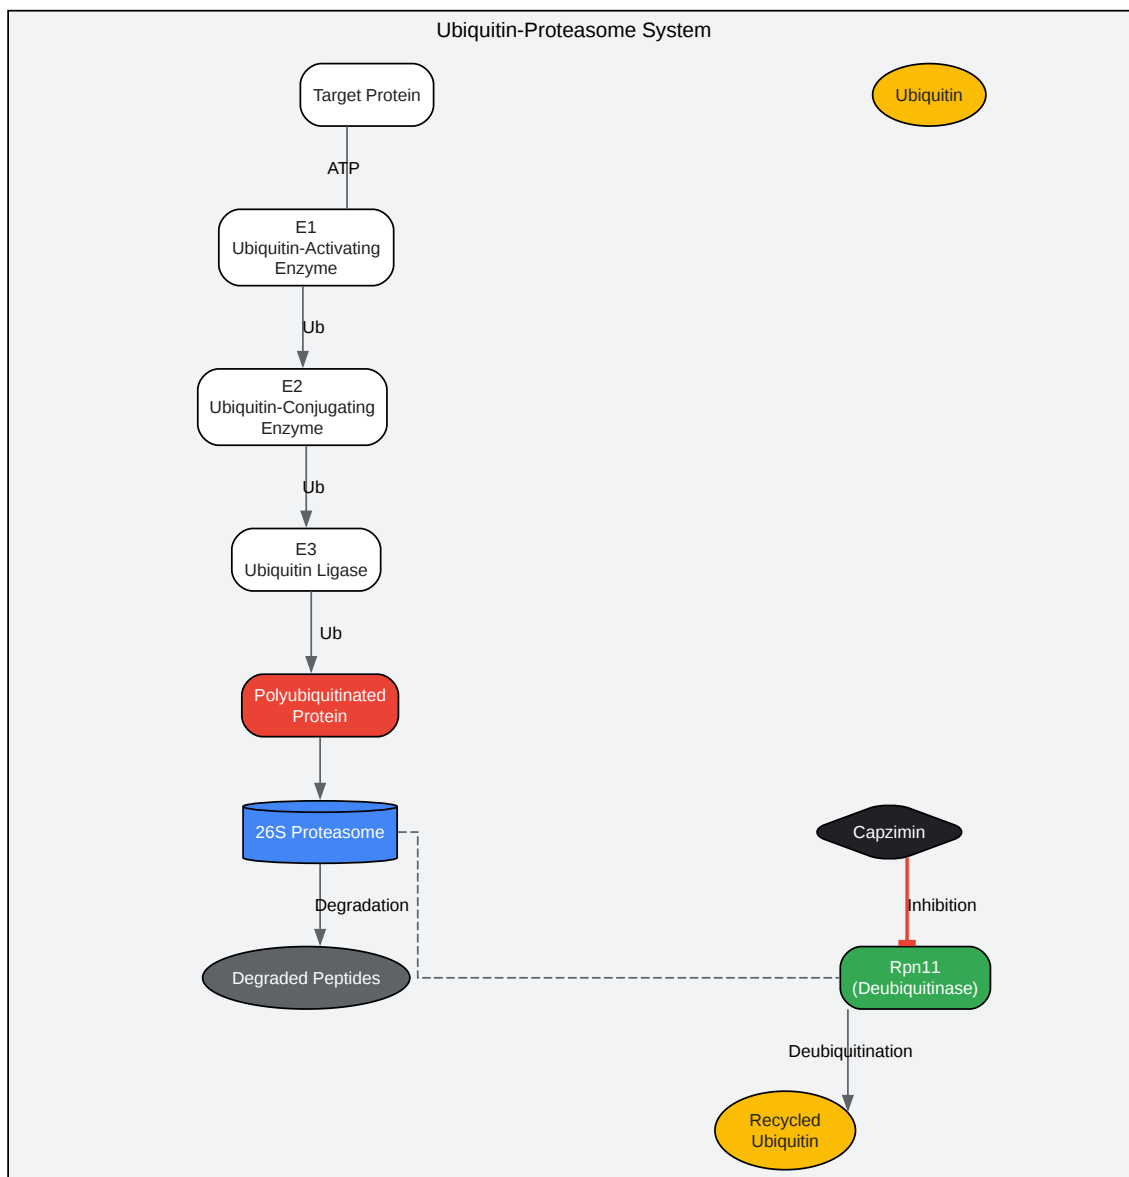 Ubiquitin-Proteasome System
Target Protein
Ubiquitin
ATP
E1
Ubiquitin-Activating
Enzyme
Ub
E2
Ubiquitin-Conjugating
Enzyme
Ub
E3
Ubiquitin Ligase
Ub
Polyubiquitinated
Protein
26S Proteasome
Capzimin
Degradation
Inhibition
Degraded Peptides
Rpn11
(Deubiquitinase)
Deubiquitination
Recycled
Ubiquitin